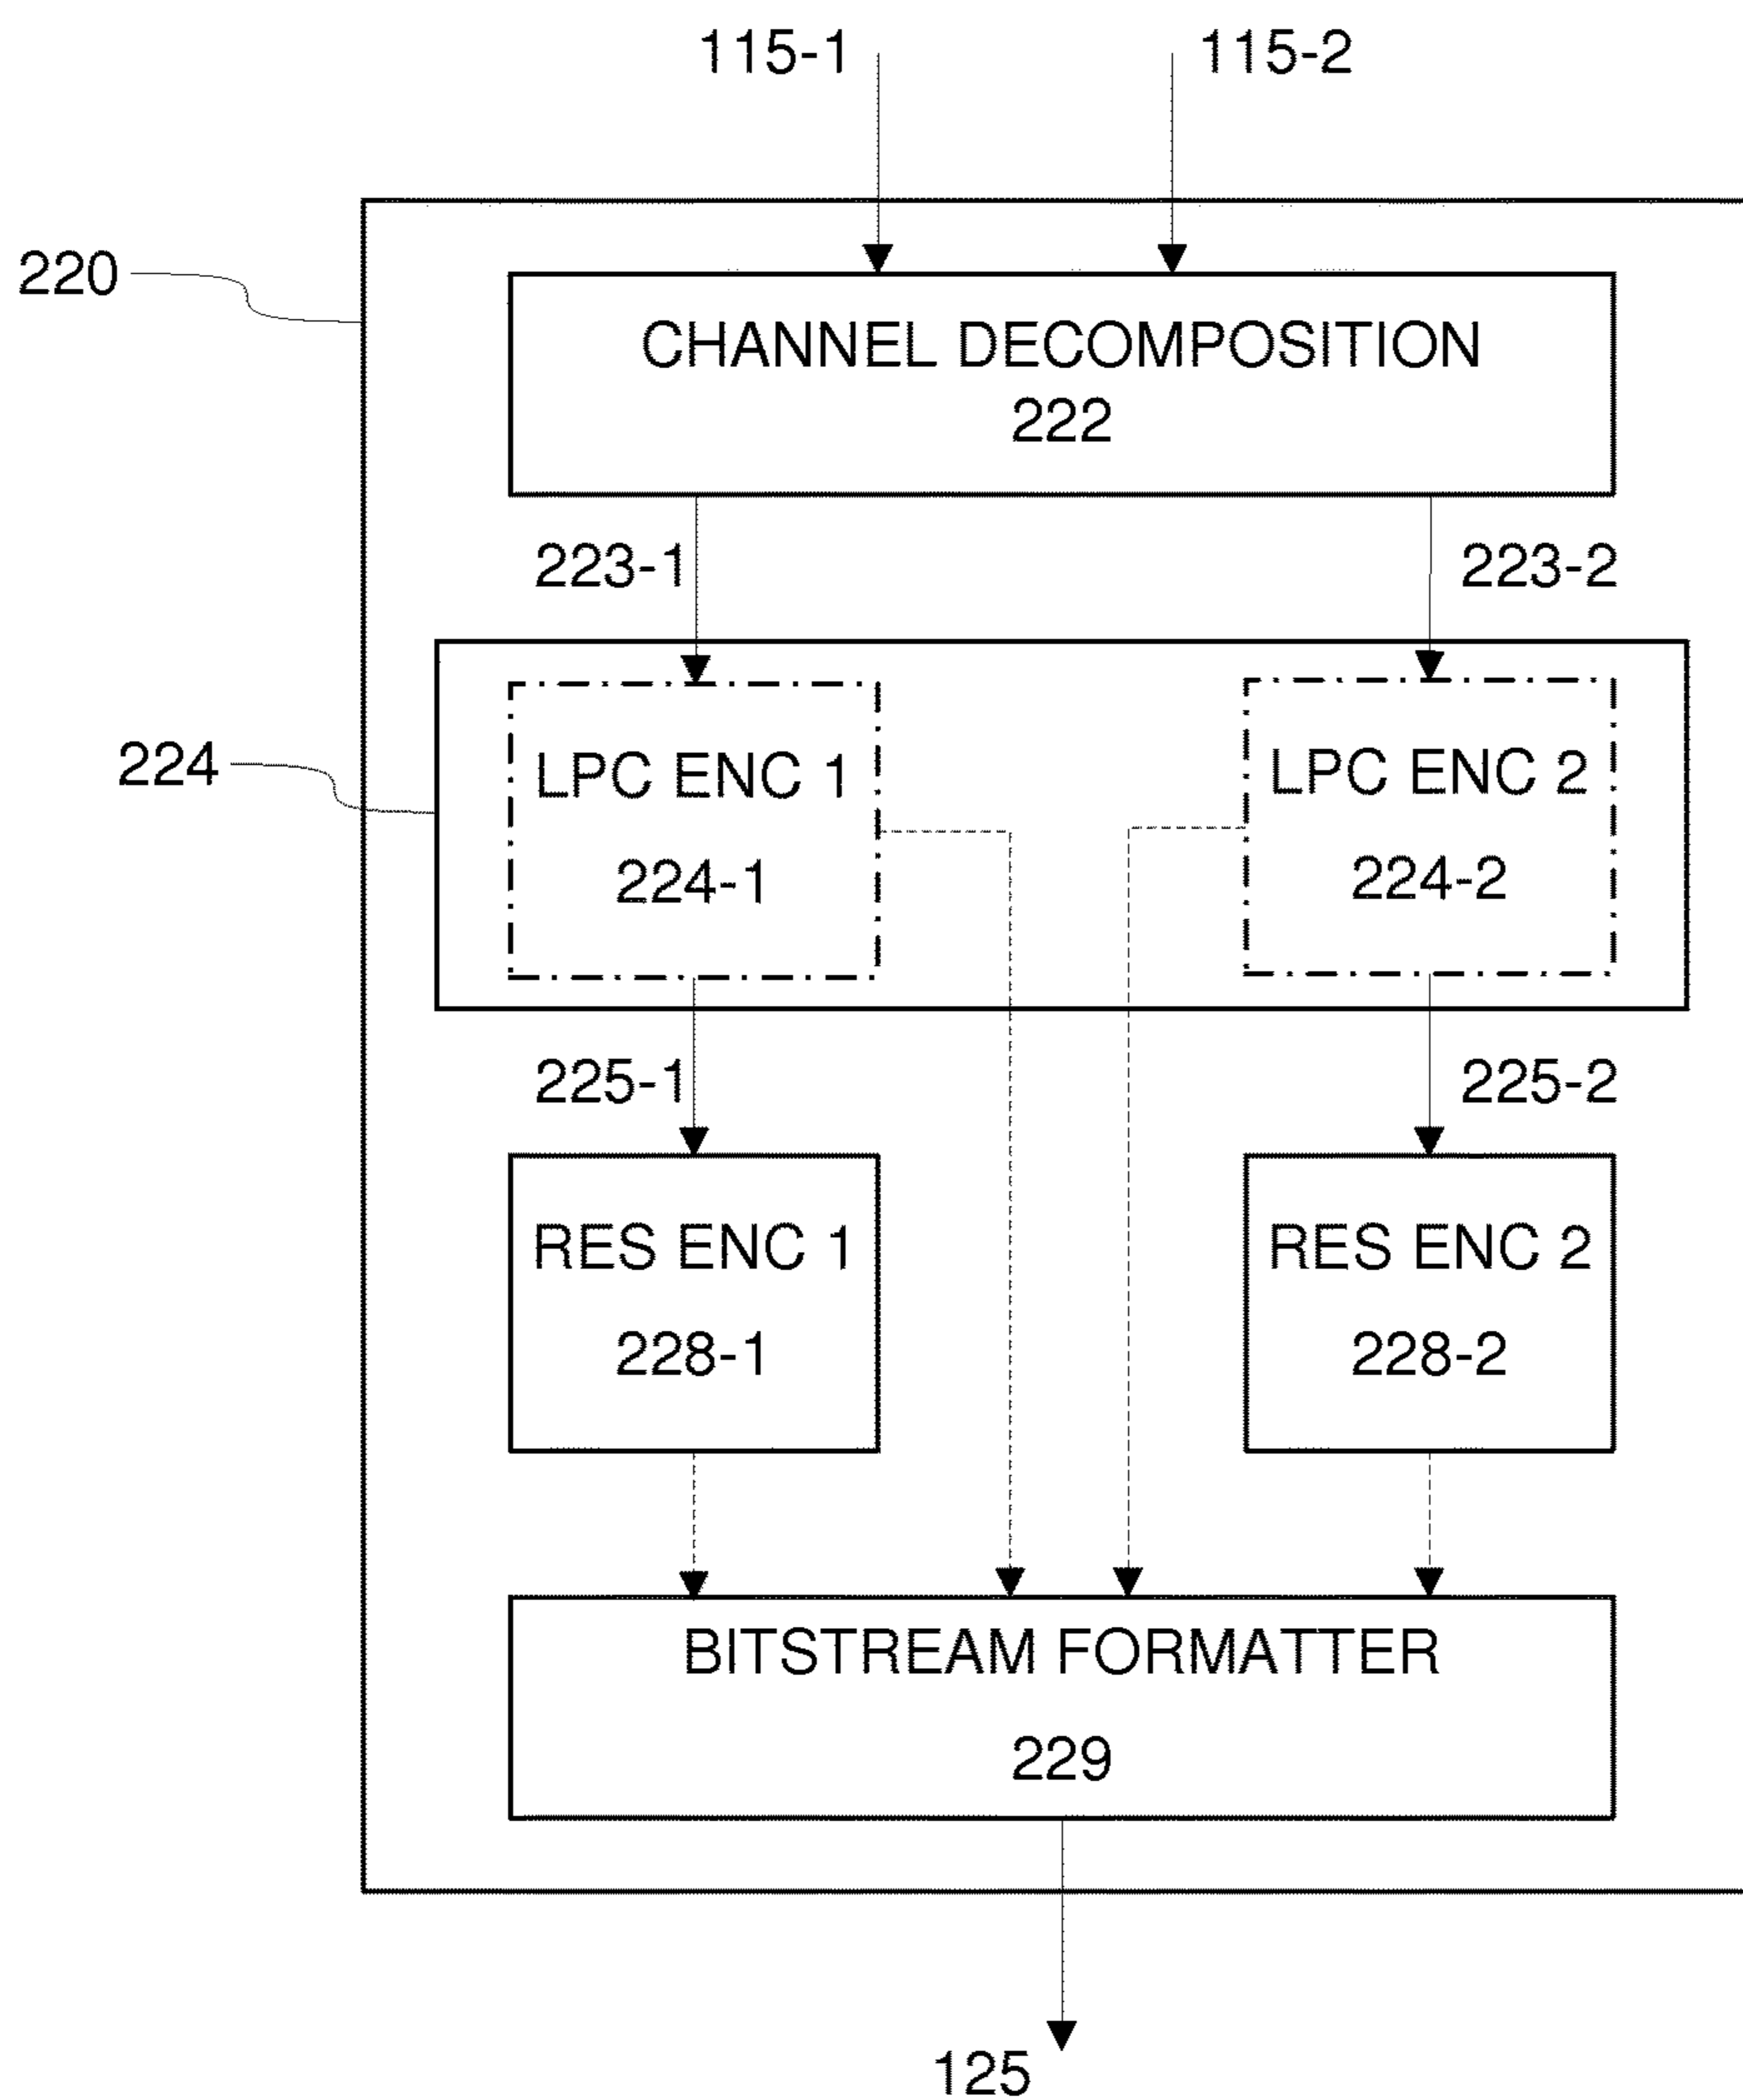 115-1
115-2
220
CHANNEL DECOMPOSITION
222
223-1
223-2
224
LPC ENC 1
224-1
LPC ENC 2
224-2
225-1
225-2
RES ENC 1
228-1
RES ENC 2
228-2
BITSTREAM FORMATTER
229
125